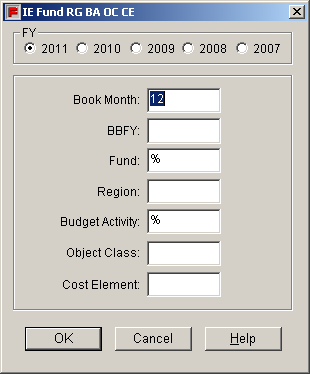 IE Fund RG BA OC CE
FY
2011 2010 2009 2008 2007
Book Month: 12
BBFY:
Fund: %
Region:
Budget Activity: %
Object Class:
Cost Element:
OK Cancel Help